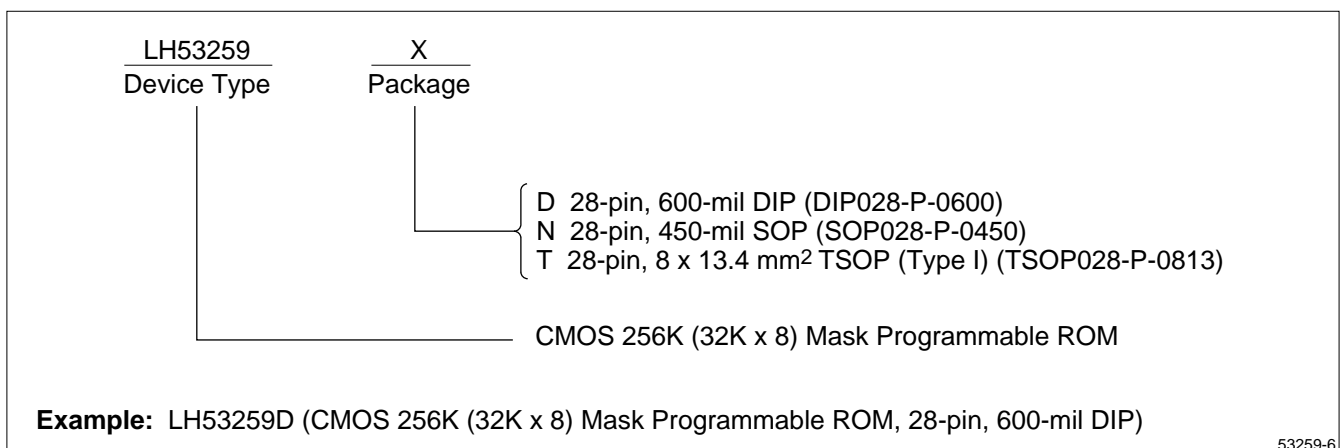 LH53259 X
Device Type Package
D 28-pin, 600-mil DIP (DIP028-P-0600)
N 28-pin, 450-mil SOP (SOP028-P-0450)
T 28-pin, 8 x 13.4 mm² TSOP (Type I) (TSOP028-P-0813)
CMOS 256K (32K x 8) Mask Programmable ROM
Example: LH53259D (CMOS 256K (32K x 8) Mask Programmable ROM, 28-pin, 600-mil DIP)
53259-6